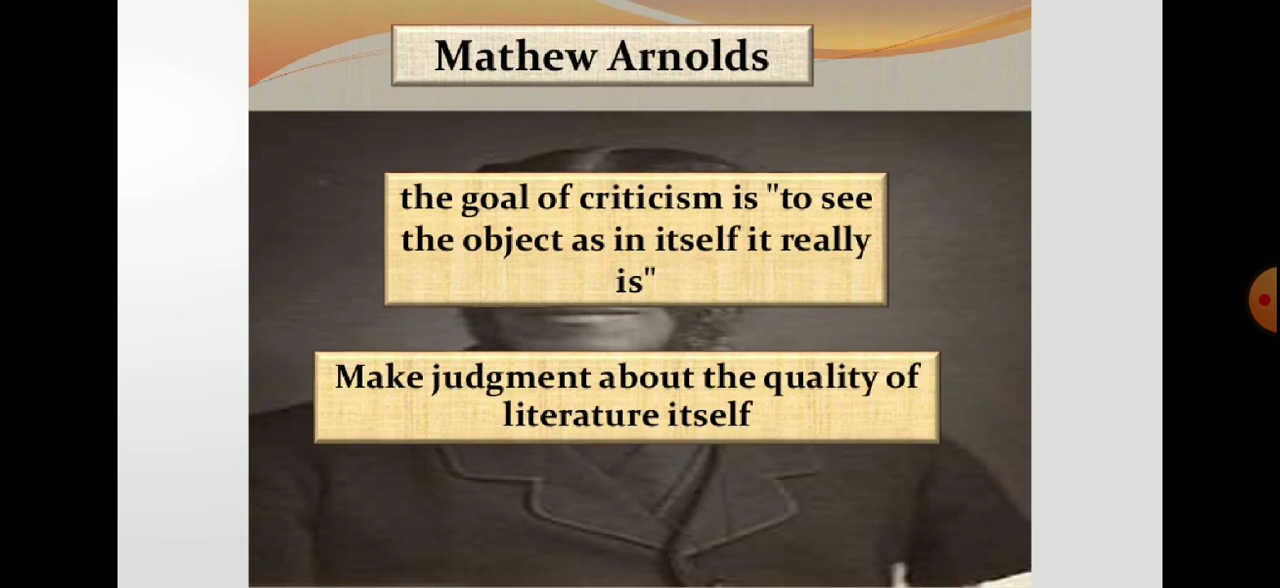 Mathew Arnolds
the goal of criticism is "to see
the object as in itself it really
is"
Make judgment about the quality of
literature itself